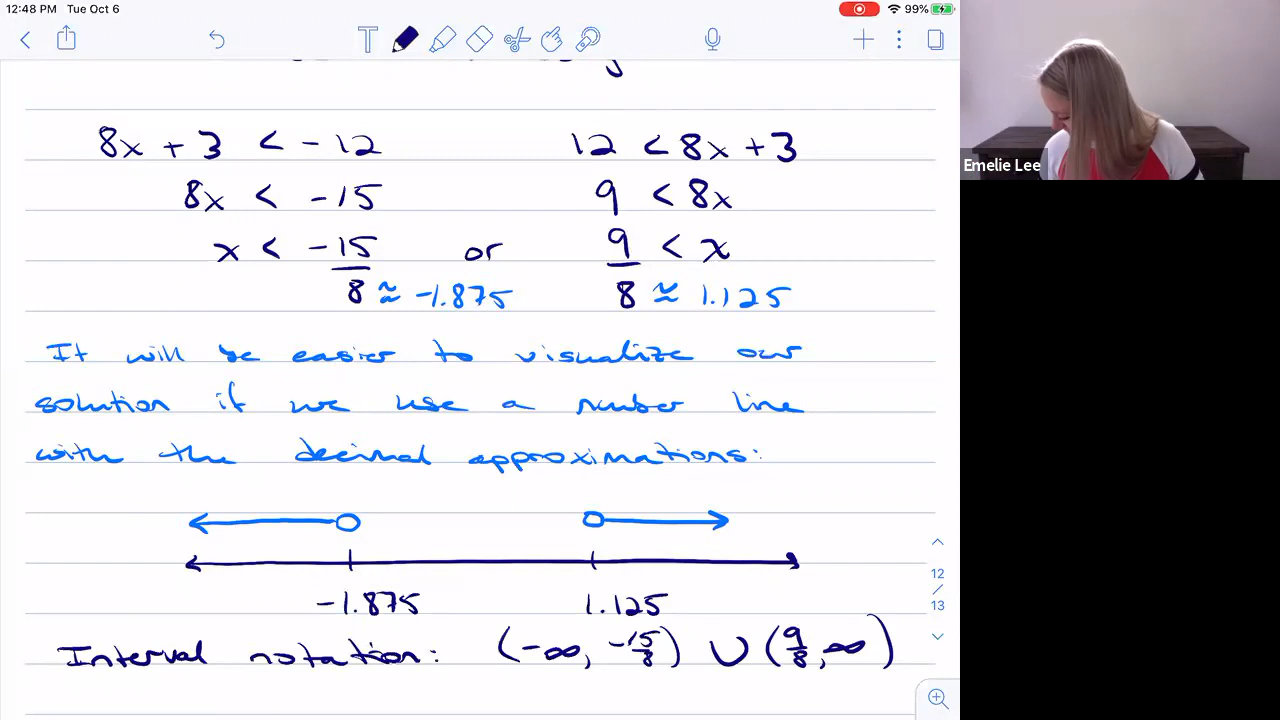 12:48 PM Tue Oct 6
99%
T
8x + 3 < -12
12 < 8x + 3
8x < -15
9 < 8x
x < -15/8 ≈ -1.875 or 9/8 < x ≈ 1.125
It will be easier to visualize our
solution if we use a number line
with the decimal approximations:
-1.875
1.125
Interval notation: (-∞, -15/8) ∪ (9/8, ∞)
12
/
13
Emelie Lee